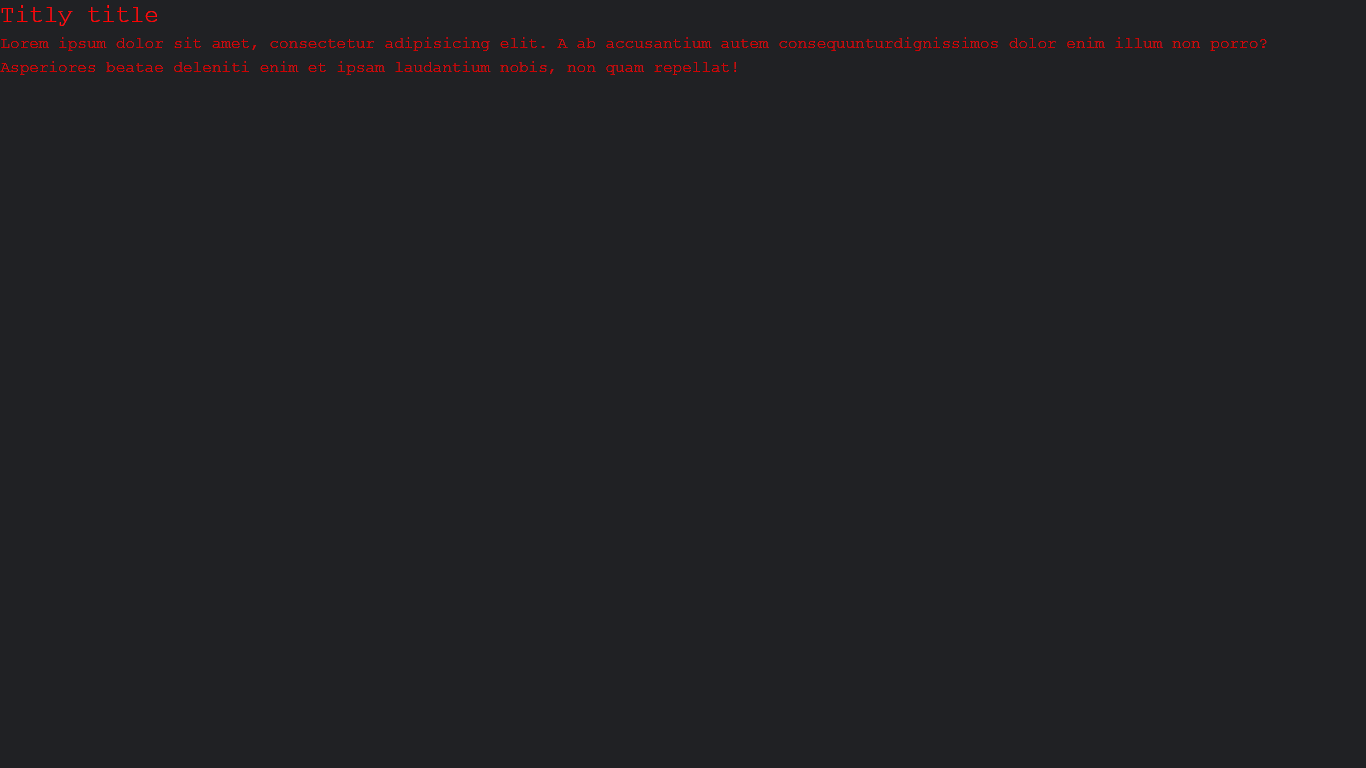 Titly title
Lorem ipsum dolor sit amet, consectetur adipisicing elit. A ab accusantium autem consequunturdignissimos dolor enim illum non porro?
Asperiores beatae deleniti enim et ipsam laudantium nobis, non quam repellat!